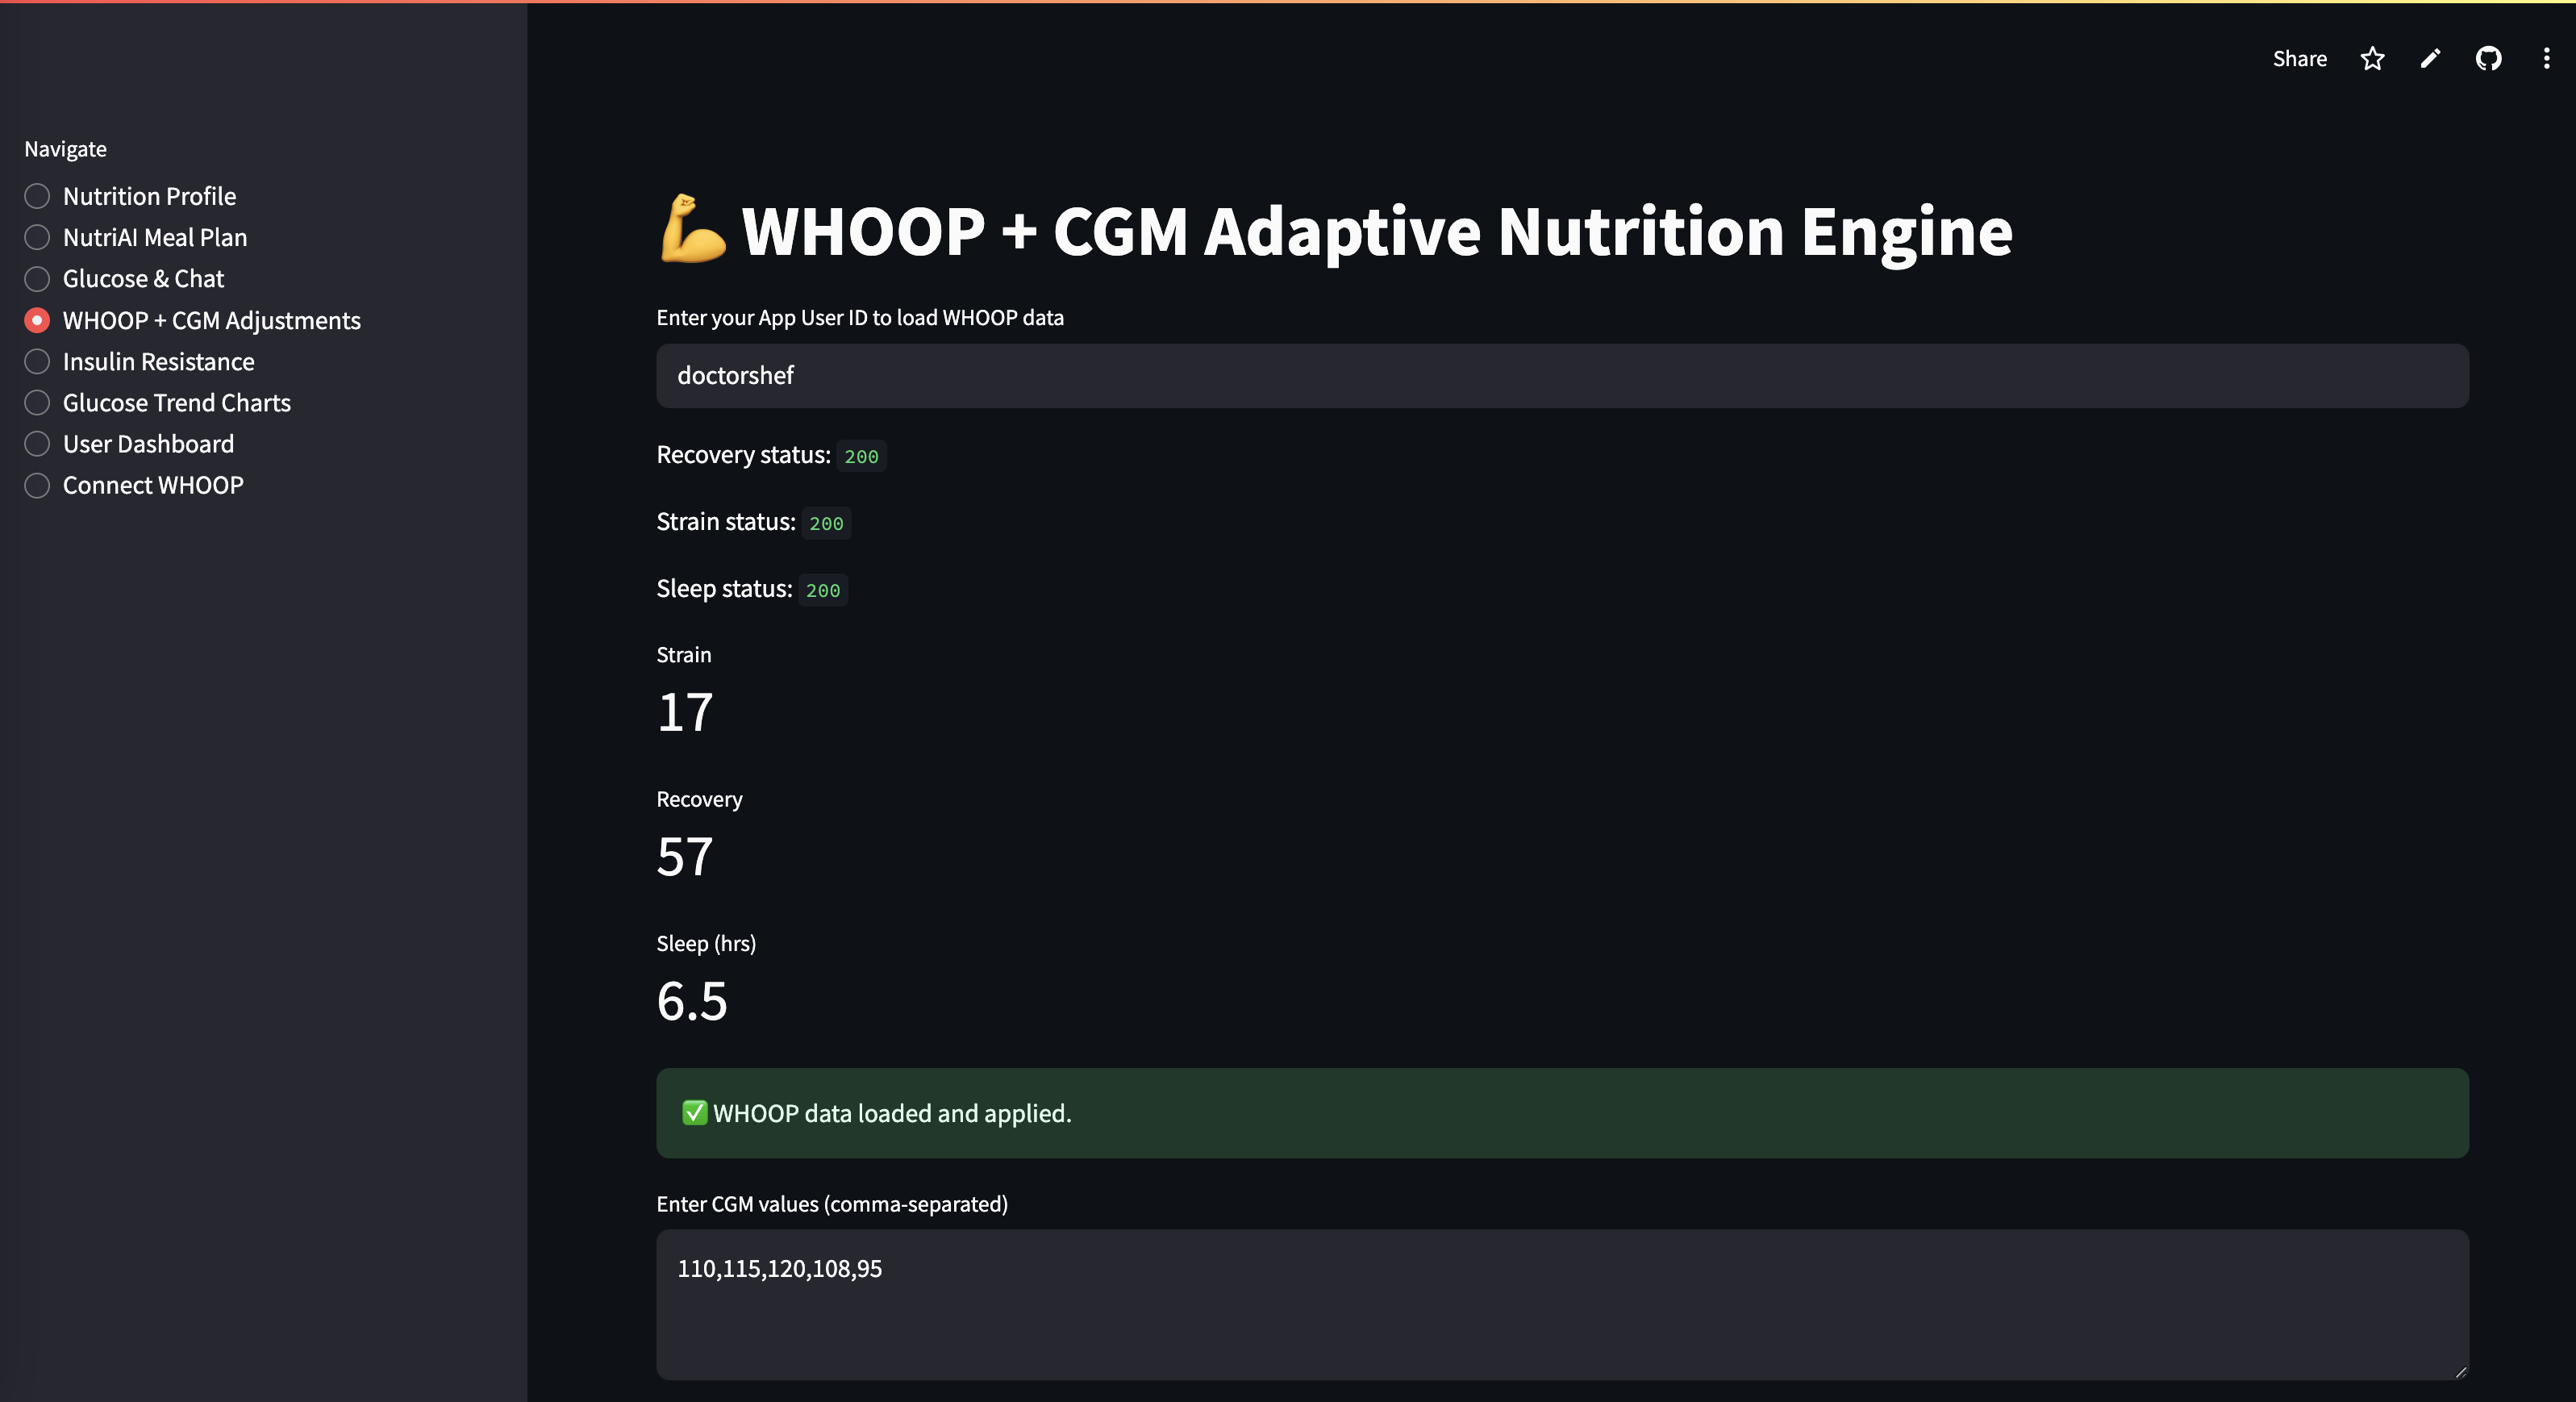 Share
Navigate
Nutrition Profile
NutriAI Meal Plan
Glucose & Chat
WHOOP + CGM Adjustments
Insulin Resistance
Glucose Trend Charts
User Dashboard
Connect WHOOP
💪 WHOOP + CGM Adaptive Nutrition Engine
Enter your App User ID to load WHOOP data
doctorshef
Recovery status: 200
Strain status: 200
Sleep status: 200
Strain
17
Recovery
57
Sleep (hrs)
6.5
✅ WHOOP data loaded and applied.
Enter CGM values (comma-separated)
110,115,120,108,95